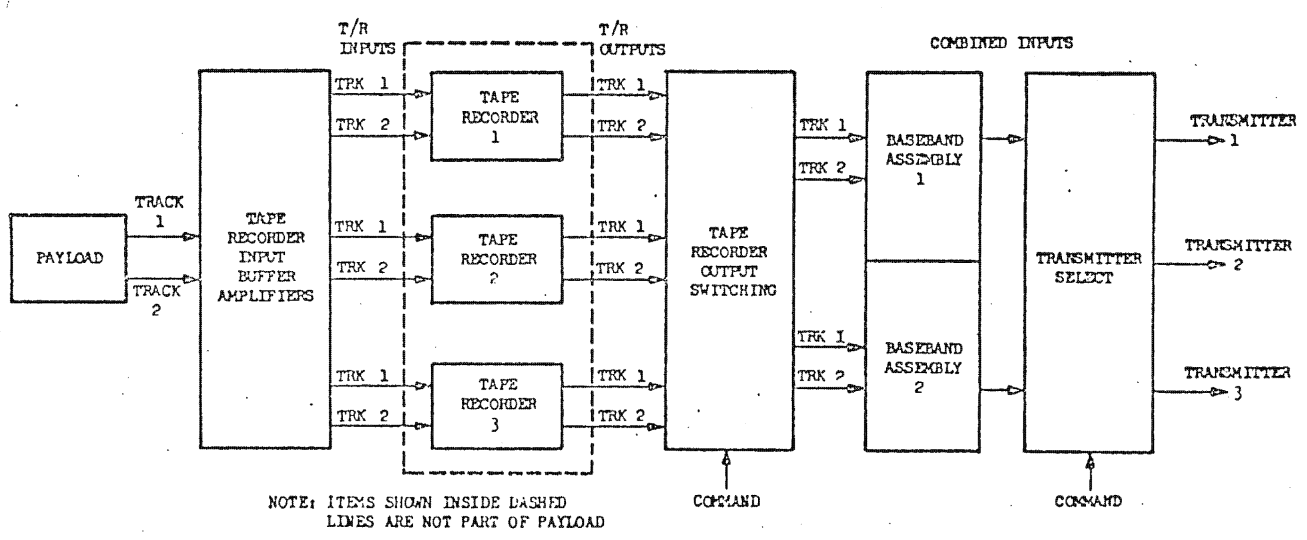 T/R
INPUTS
T/R
OUTPUTS
COMBINED INPUTS
PAYLOAD
TRACK
1
TRACK
2
TAPE
RECORDER
INPUT
BUFFER
AMPLIFIERS
TRK 1
TRK 2
TRK 1
TRK 2
TRK 1
TRK 2
TAPE
RECORDER
1
TAPE
RECORDER
2
TAPE
RECORDER
3
TRK 1
TRK 2
TRK 1
TRK 2
TRK 1
TRK 2
TAPE
RECORDER
OUTPUT
SWITCHING
TRK 1
TRK 2
TRK 1
TRK 2
BASEBAND
ASSEMBLY
1
BASEBAND
ASSEMBLY
2
TRANSMITTER
SELECT
TRANSMITTER
1
TRANSMITTER
2
TRANSMITTER
3
COMMAND
COMMAND
NOTE: ITEMS SHOWN INSIDE DASHED
LINES ARE NOT PART OF PAYLOAD